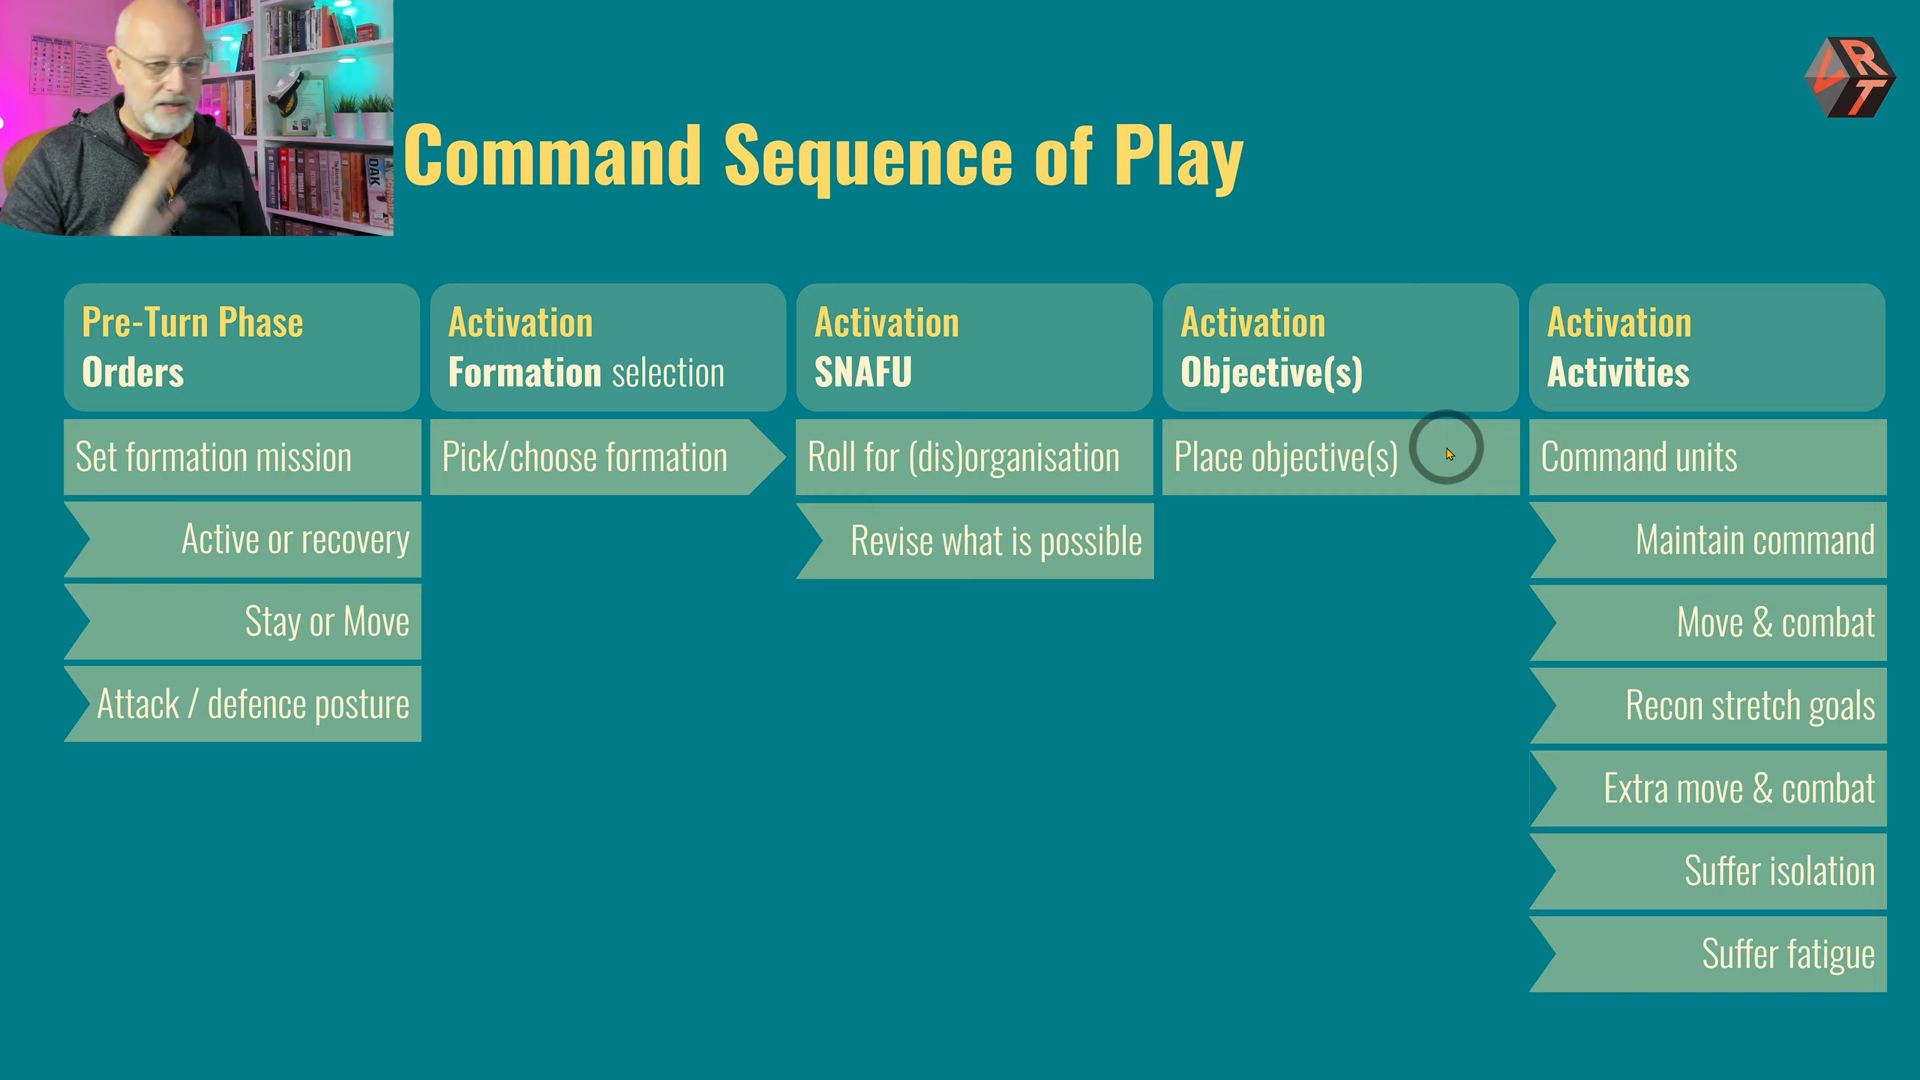 Command Sequence of Play
VRT
DAK
Pre-Turn Phase
Orders
Set formation mission
Active or recovery
Stay or Move
Attack / defence posture
Activation
Formation selection
Pick/choose formation
Activation
SNAFU
Roll for (dis)organisation
Revise what is possible
Activation
Objective(s)
Place objective(s)
Activation
Activities
Command units
Maintain command
Move & combat
Recon stretch goals
Extra move & combat
Suffer isolation
Suffer fatigue